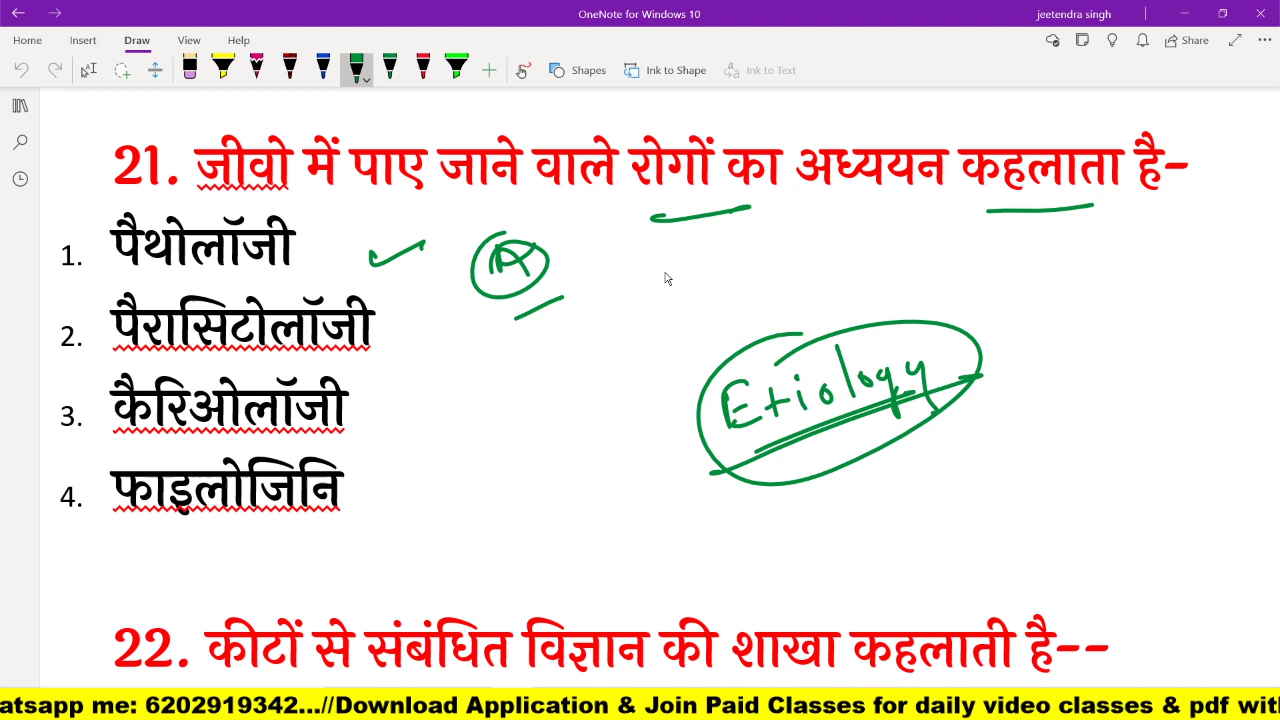 OneNote for Windows 10
jeetendra singh
Home Insert Draw View Help
Share
Shapes Ink to Shape Ink to Text
21. जीवो में पाए जाने वाले रोगों का अध्ययन कहलाता है-
1. पैथोलॉजी
A
2. पैरासिटोलॉजी
Etiology
3. कैरिओलॉजी
4. फाइलोजिनि
22. कीटों से संबंधित विज्ञान की शाखा कहलाती है--
atsapp me: 6202919342...//Download Application & Join Paid Classes for daily video classes & pdf wit